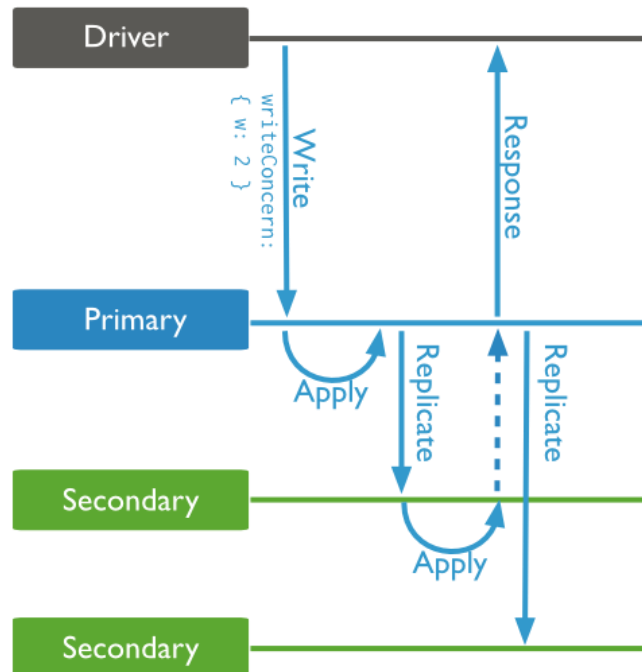 Driver
Write
writeConcern:
{ w: 2 }
Response
Primary
Apply
Replicate
Replicate
Secondary
Apply
Secondary